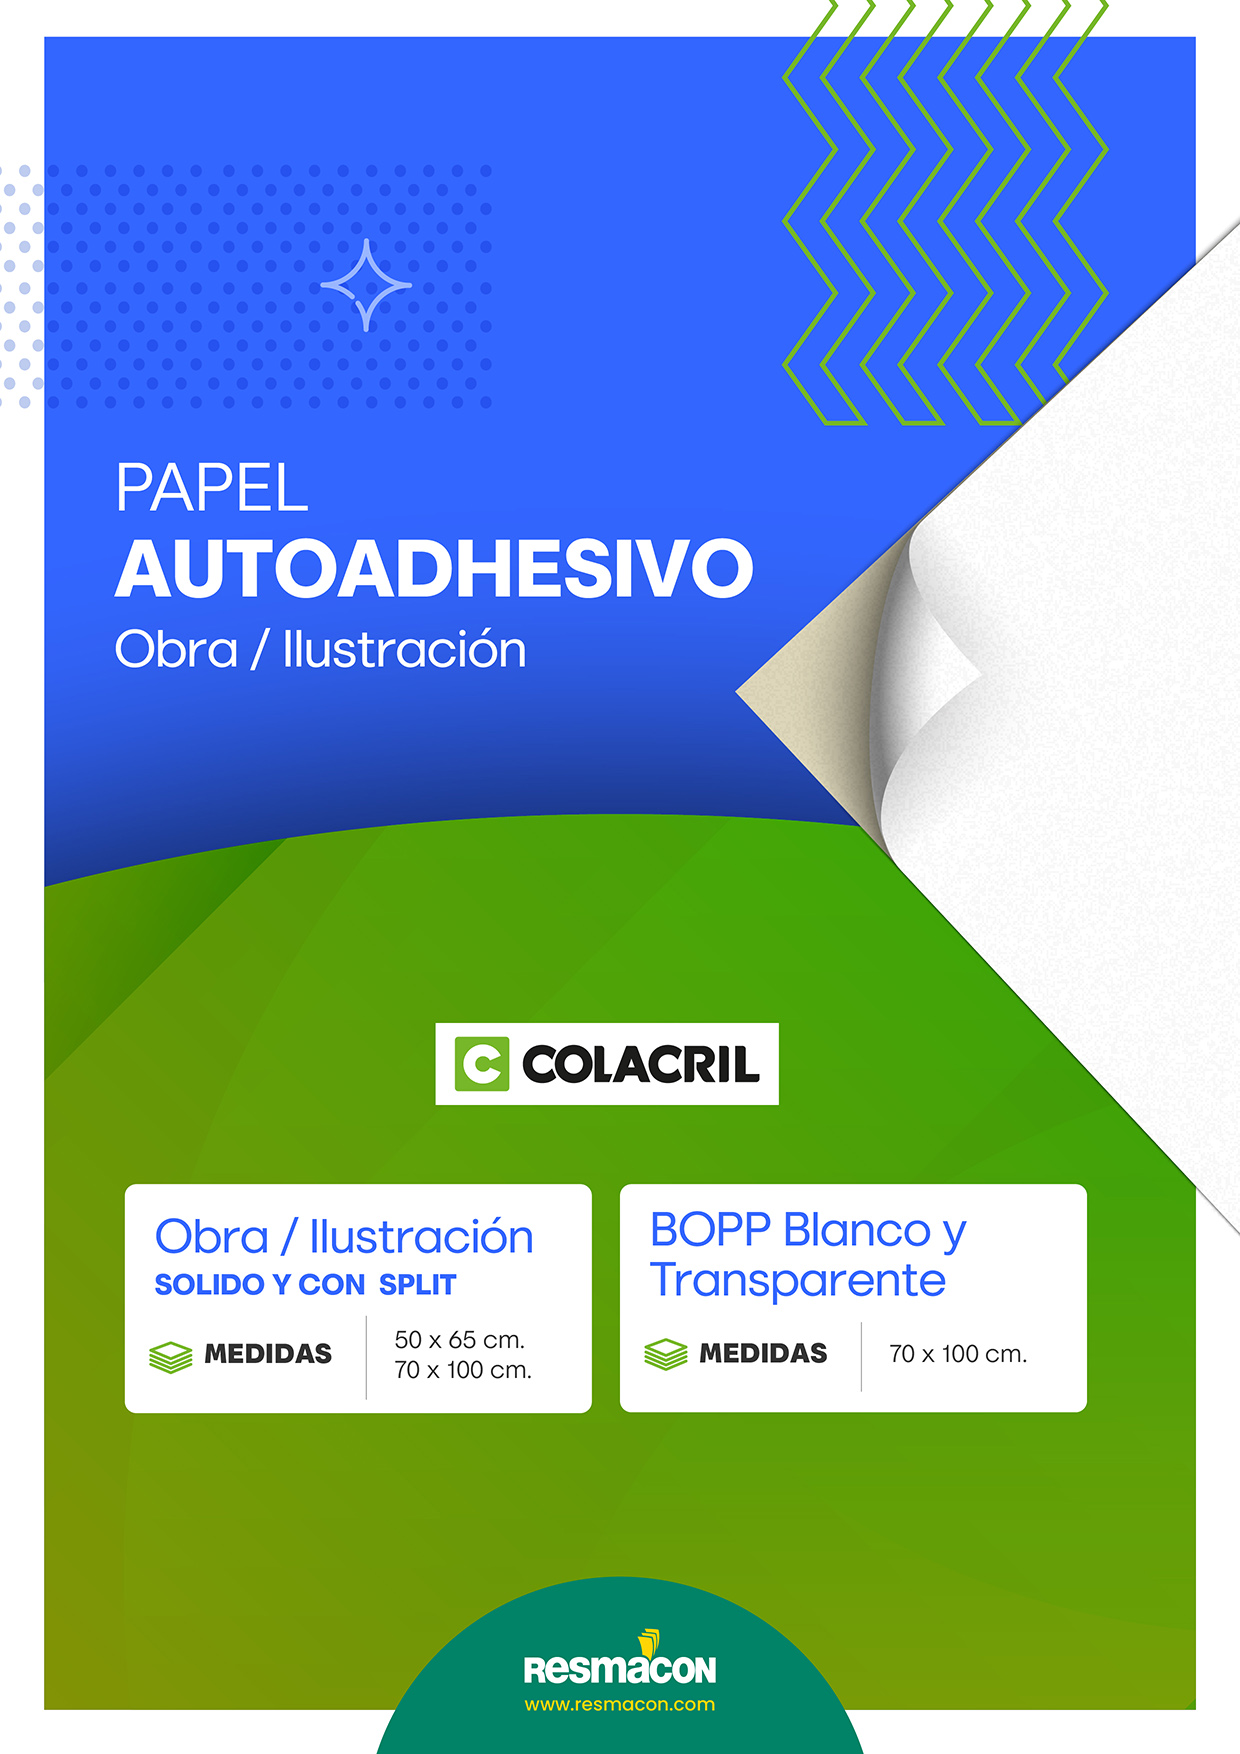 PAPEL
AUTOADHESIVO
Obra / Ilustración
C COLACRIL
Obra / Ilustración
SOLIDO Y CON SPLIT
MEDIDAS
50 x 65 cm.
70 x 100 cm.
BOPP Blanco y
Transparente
MEDIDAS
70 x 100 cm.
Resmacon
www.resmacon.com